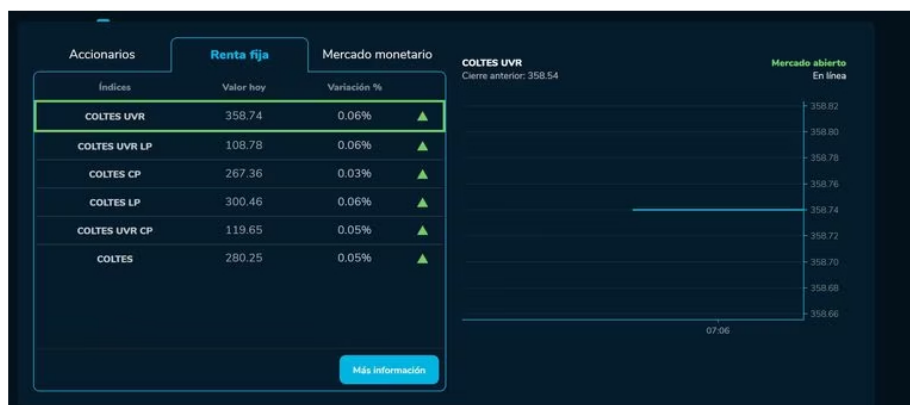 Accionarios Renta fija Mercado monetario
Índices Valor hoy Variación %
COLTES UVR 358.74 0.06%
COLTES UVR LP 108.78 0.06%
COLTES CP 267.36 0.03%
COLTES LP 300.46 0.06%
COLTES UVR CP 119.65 0.05%
COLTES 280.25 0.05%
Más información
COLTES UVR Mercado abierto
Cierre anterior: 358.54 En línea
358.82
358.80
358.78
358.76
358.74
358.72
358.70
358.68
358.66
07:06